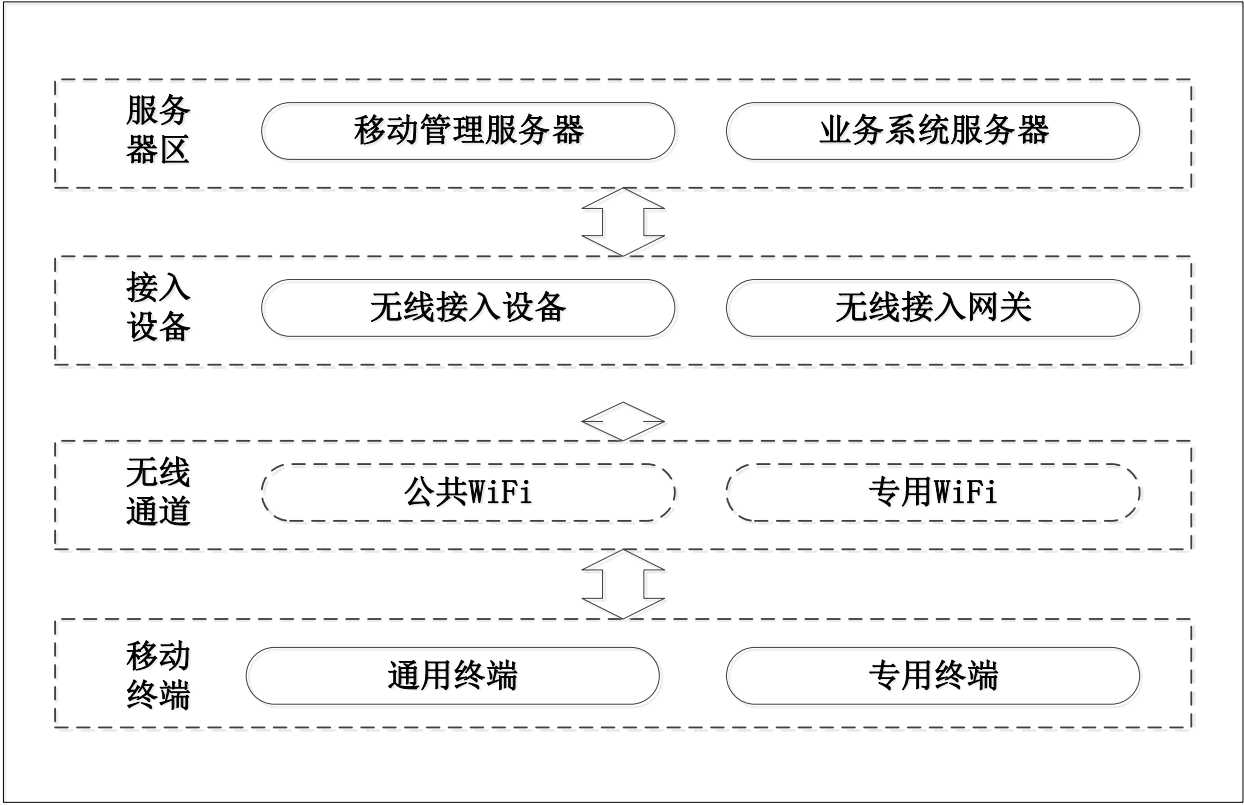 服务
器区
移动管理服务器
业务系统服务器
接入
设备
无线接入设备
无线接入网关
无线
通道
公共WiFi
专用WiFi
移动
终端
通用终端
专用终端